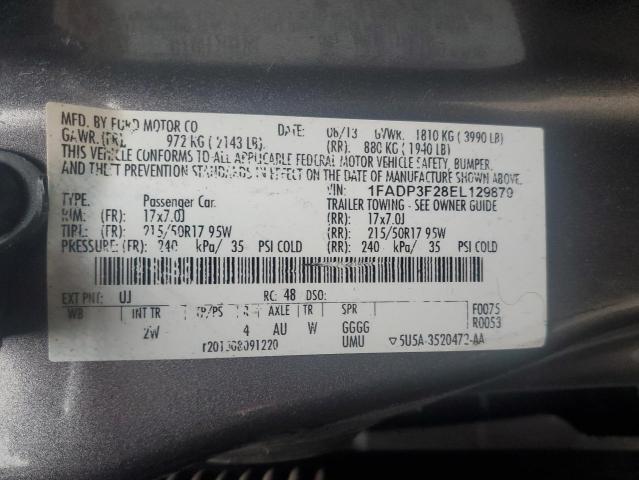 MFD. BY FORD MOTOR CO DATE: 06/13 GVWR: 1810 KG ( 3990 LB)
GAWR: (FR): 972 KG ( 2143 LB) (RR): 880 KG ( 1940 LB)
THIS VEHICLE CONFORMS TO ALL APPLICABLE FEDERAL MOTOR VEHICLE SAFETY, BUMPER,
AND THEFT PREVENTION STANDARDS IN EFFECT ON THE DATE OF MANUFACTURE SHOWN ABOVE.
VIN: 1FADP3F28EL129879
TYPE: Passenger Car. TRAILER TOWING - SEE OWNER GUIDE
RIM: (FR): 17x7.0J (RR): 17x7.0J
TIRE: (FR): 215/50R17 95W (RR): 215/50R17 95W
PRESSURE: (FR): 240 kPa/ 35 PSI COLD (RR): 240 kPa/ 35 PSI COLD
EXT PNT: UJ RC: 48 DSO: F0075
WB INT TR TP/PS R AXLE TR SPR R0053
2W 4 AU W GGGG
r201308091220 UMU ▽5U5A-3520472-AA